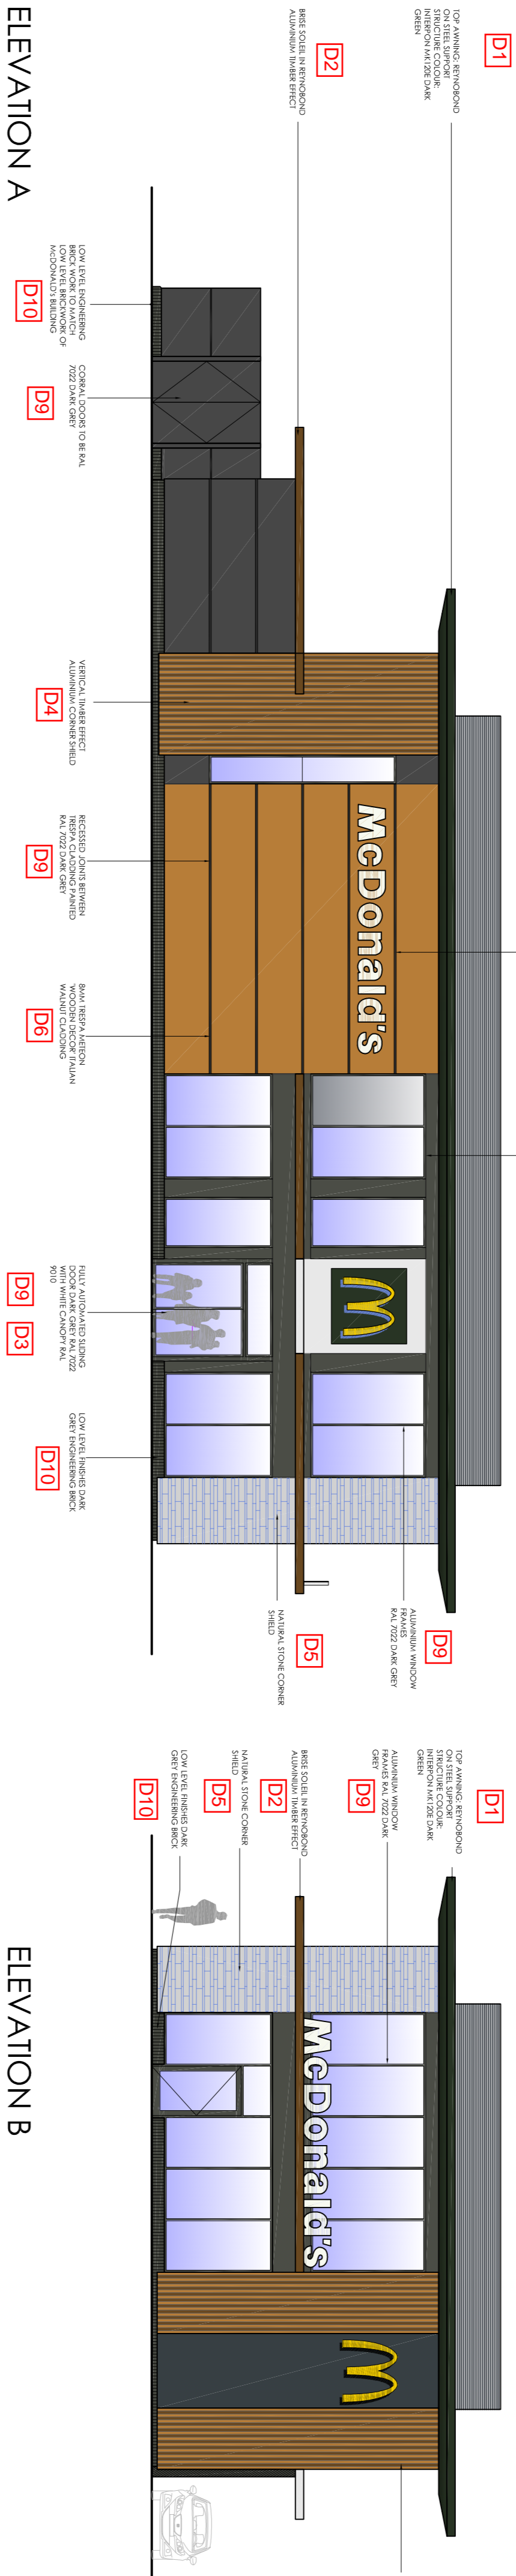 D1
TOP AWNING: REYNOBOND
ON STEEL SUPPORT
STRUCTURE COLOUR:
INTERPON MK120E DARK
GREEN
D2
BRISE SOLEIL IN REYNOBOND
ALUMINIUM TIMBER EFFECT
McDonald's
D9
ALUMINIUM WINDOW
FRAMES
RAL 7022 DARK GREY
D5
NATURAL STONE CORNER
SHIELD
LOW LEVEL ENGINEERING
BRICK WORK TO MATCH
LOW LEVEL BRICKWORK OF
McDONALD's BUILDING
D10
CORRAL DOORS TO BE RAL
7022 DARK GREY
D9
VERTICAL TIMBER EFFECT
ALUMINIUM CORNER SHIELD
D4
RECESSED JOINTS BETWEEN
TRESPA CLADDING PAINTED
RAL 7022 DARK GREY
D9
8MM TRESPA METEON
'WOODEN DECOR' ITALIAN
WALNUT CLADDING
D6
FULLY AUTOMATED SLIDING
DOOR DARK GREY RAL 7022
WITH WHITE CANOPY RAL
9010
D9 D3
LOW LEVEL FINISHES DARK
GREY ENGINEERING BRICK
D10
ELEVATION A
D1
TOP AWNING: REYNOBOND
ON STEEL SUPPORT
STRUCTURE COLOUR:
INTERPON MK120E DARK
GREEN
ALUMINIUM WINDOW
FRAMES RAL 7022 DARK
GREY
D9
BRISE SOLEIL IN REYNOBOND
ALUMINIUM TIMBER EFFECT
D2
NATURAL STONE CORNER
SHIELD
D5
LOW LEVEL FINISHES DARK
GREY ENGINEERING BRICK
D10
McDonald's
ELEVATION B